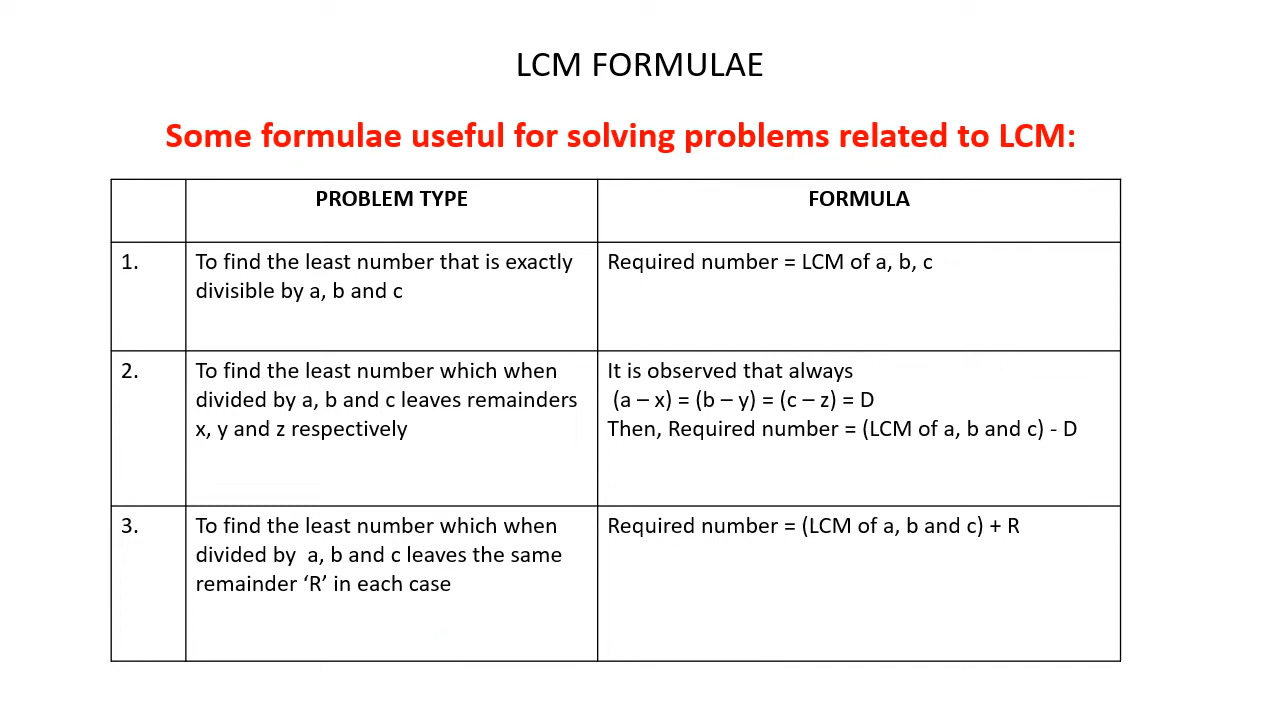 LCM FORMULAE
Some formulae useful for solving problems related to LCM:
PROBLEM TYPE
FORMULA
1.
To find the least number that is exactly
divisible by a, b and c
Required number = LCM of a, b, c
2.
To find the least number which when
divided by a, b and c leaves remainders
x, y and z respectively
It is observed that always
(a – x) = (b – y) = (c – z) = D
Then, Required number = (LCM of a, b and c) - D
3.
To find the least number which when
divided by  a, b and c leaves the same
remainder ‘R’ in each case
Required number = (LCM of a, b and c) + R